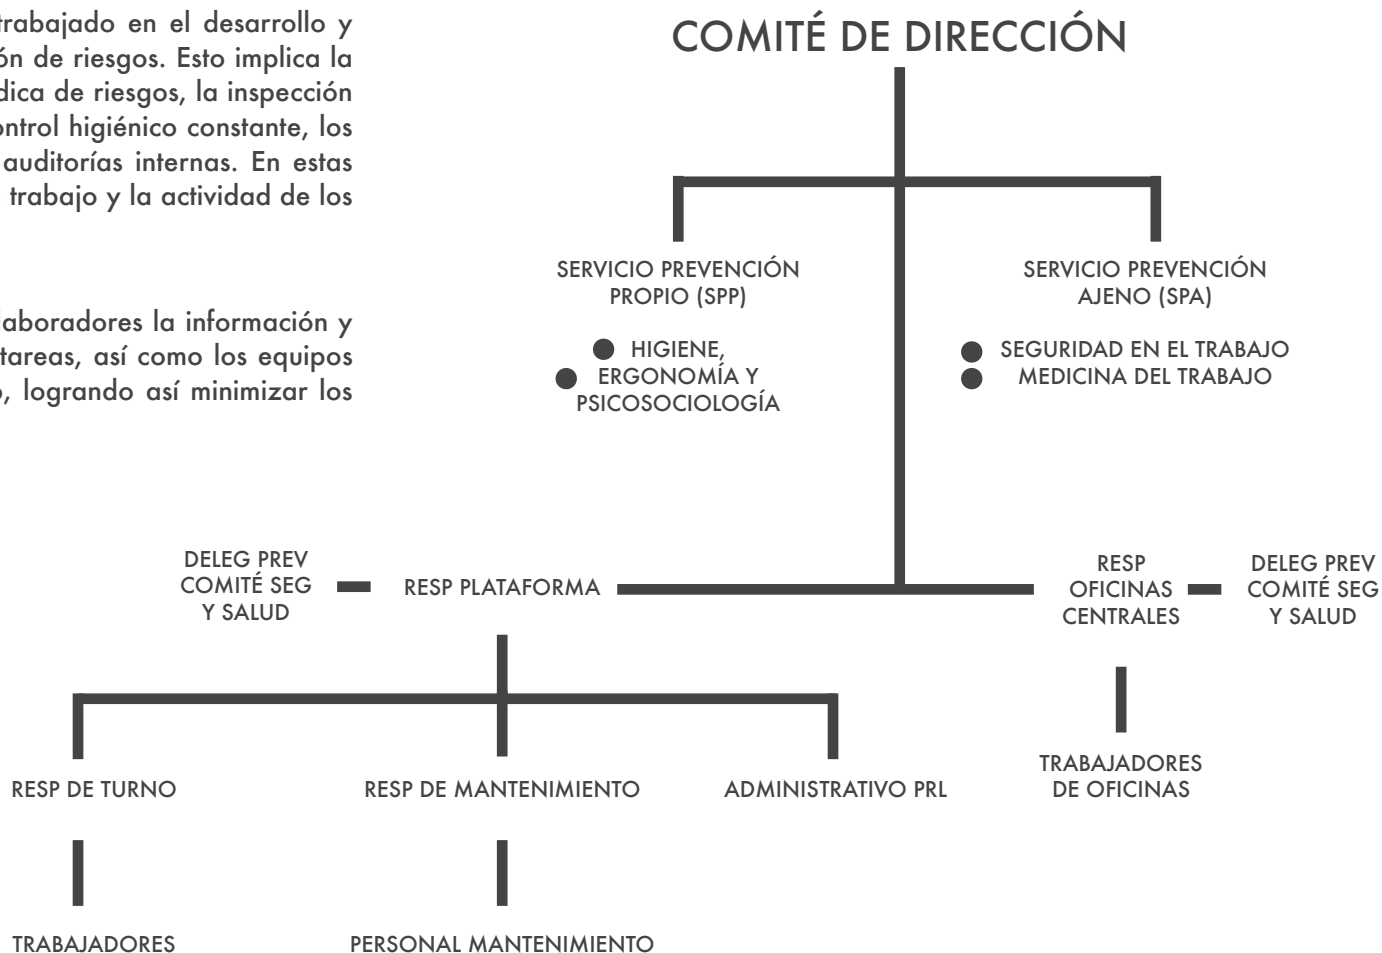 trabajado en el desarrollo y
de riesgos. Esto implica la
de riesgos, la inspección
higiénico constante, los
auditorías internas. En estas
trabajo y la actividad de los
la información y
tareas, así como los equipos
logrando así minimizar los
COMITÉ DE DIRECCIÓN
SERVICIO PREVENCIÓN
PROPIO (SPP)
HIGIENE,
ERGONOMÍA Y
PSICOSOCIOLOGÍA
SERVICIO PREVENCIÓN
AJENO (SPA)
SEGURIDAD EN EL TRABAJO
MEDICINA DEL TRABAJO
DELEG PREV
COMITÉ SEG
Y SALUD
RESP PLATAFORMA
RESP
OFICINAS
CENTRALES
DELEG PREV
COMITÉ SEG
Y SALUD
RESP DE TURNO
RESP DE MANTENIMIENTO
ADMINISTRATIVO PRL
TRABAJADORES
DE OFICINAS
TRABAJADORES
PERSONAL MANTENIMIENTO